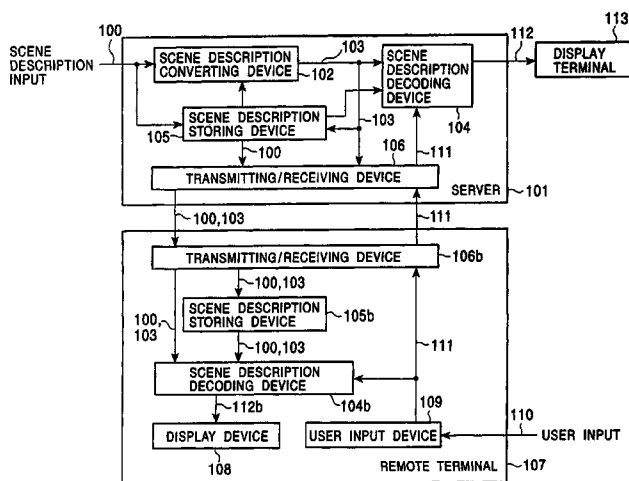 100
SCENE
DESCRIPTION
INPUT
SCENE DESCRIPTION
CONVERTING DEVICE
102
103
SCENE
DESCRIPTION
DECODING
DEVICE
104
112
113
DISPLAY
TERMINAL
105
SCENE DESCRIPTION
STORING DEVICE
103
100
106
111
TRANSMITTING/RECEIVING DEVICE
SERVER
101
100,103
111
TRANSMITTING/RECEIVING DEVICE
106b
100,103
SCENE DESCRIPTION
STORING DEVICE
105b
100,
103
100,103
111
SCENE DESCRIPTION
DECODING DEVICE
104b
112b
109
110
DISPLAY DEVICE
108
USER INPUT DEVICE
USER INPUT
REMOTE TERMINAL
107